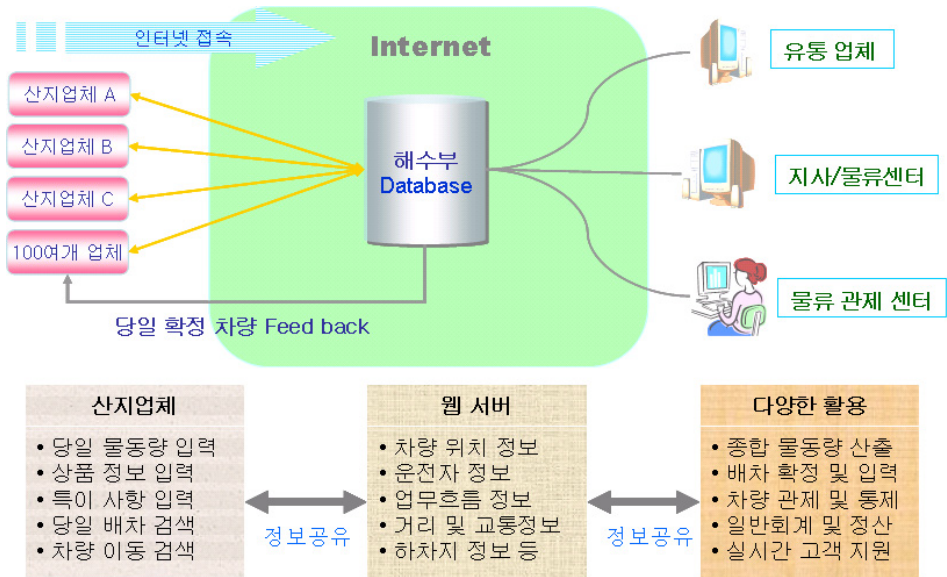 인터넷 접속
Internet
산지업체 A
산지업체 B
산지업체 C
100여개 업체
해수부
Database
유통 업체
지사/물류센터
물류 관제 센터
당일 확정 차량 Feed back
산지업체
• 당일 물동량 입력
• 상품 정보 입력
• 특이 사항 입력
• 당일 배차 검색
• 차량 이동 검색
정보공유
웹 서버
• 차량 위치 정보
• 운전자 정보
• 업무흐름 정보
• 거리 및 교통정보
• 하차지 정보 등
정보공유
다양한 활용
• 종합 물동량 산출
• 배차 확정 및 입력
• 차량 관제 및 통제
• 일반회계 및 정산
• 실시간 고객 지원